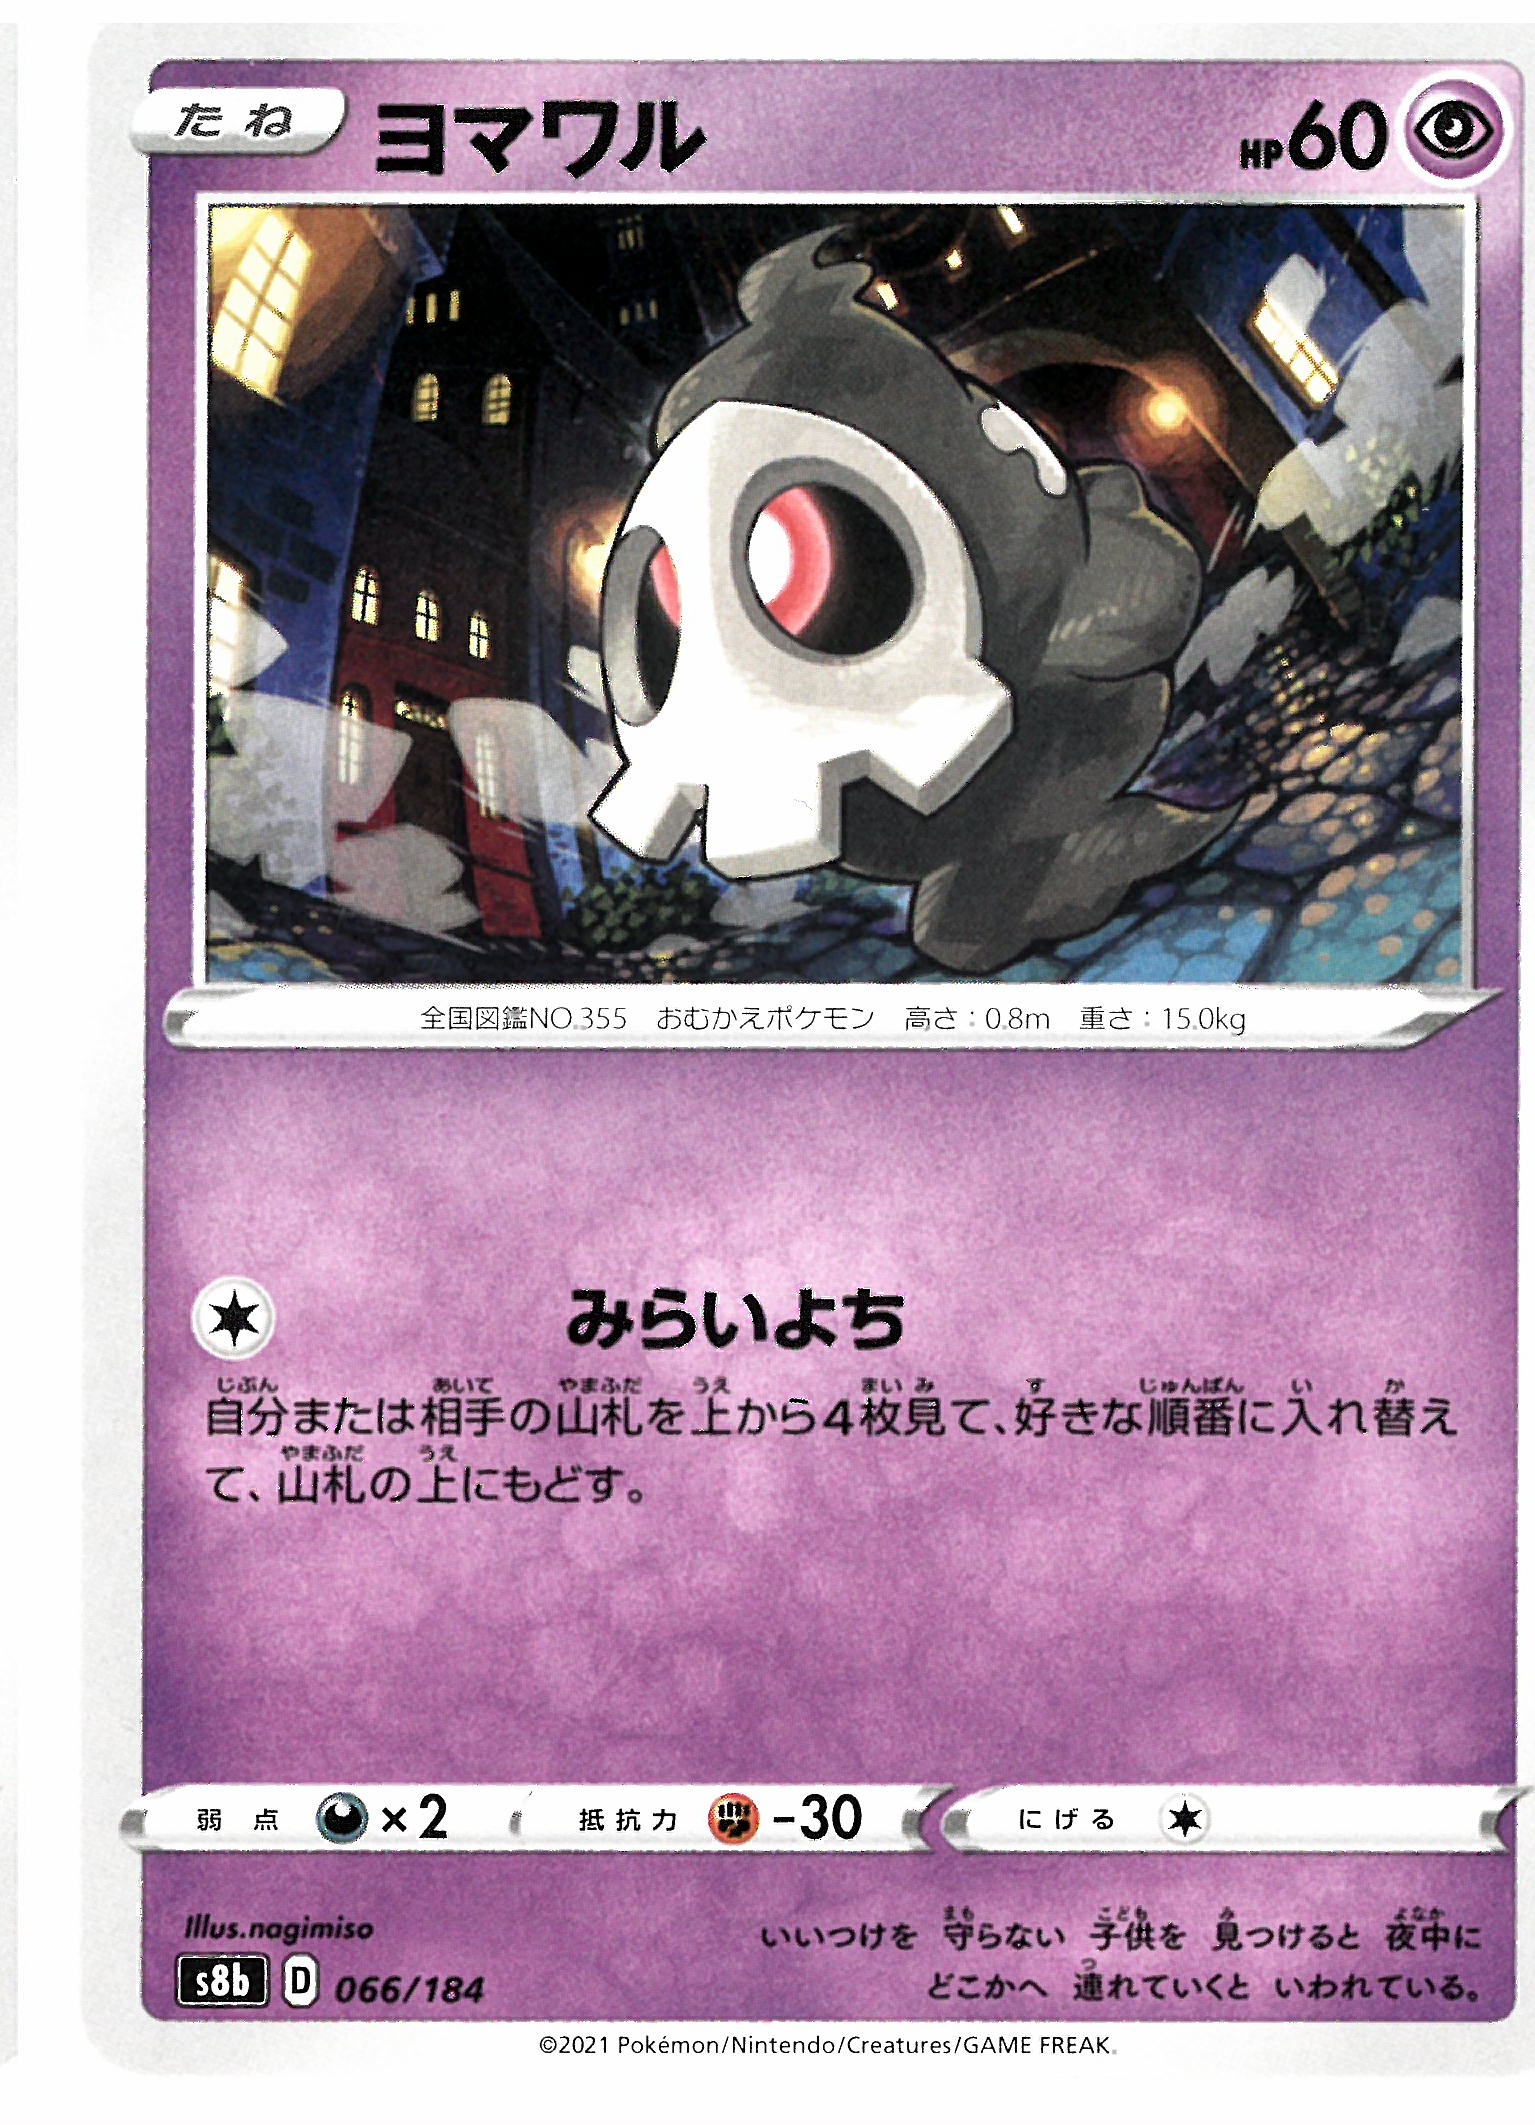 たね ヨマワル HP60
全国図鑑NO.355 おむかえポケモン 高さ：0.8m 重さ：15.0kg
みらいよち
自分または相手の山札を上から4枚見て、好きな順番に入れ替え
て、山札の上にもどす。
弱点 ×2 抵抗力 -30 にげる
Illus.nagimiso
いいつけを 守らない 子供を 見つけると 夜中に
どこかへ 連れていくと いわれている。
s8b D 066/184
©2021 Pokémon/Nintendo/Creatures/GAME FREAK.